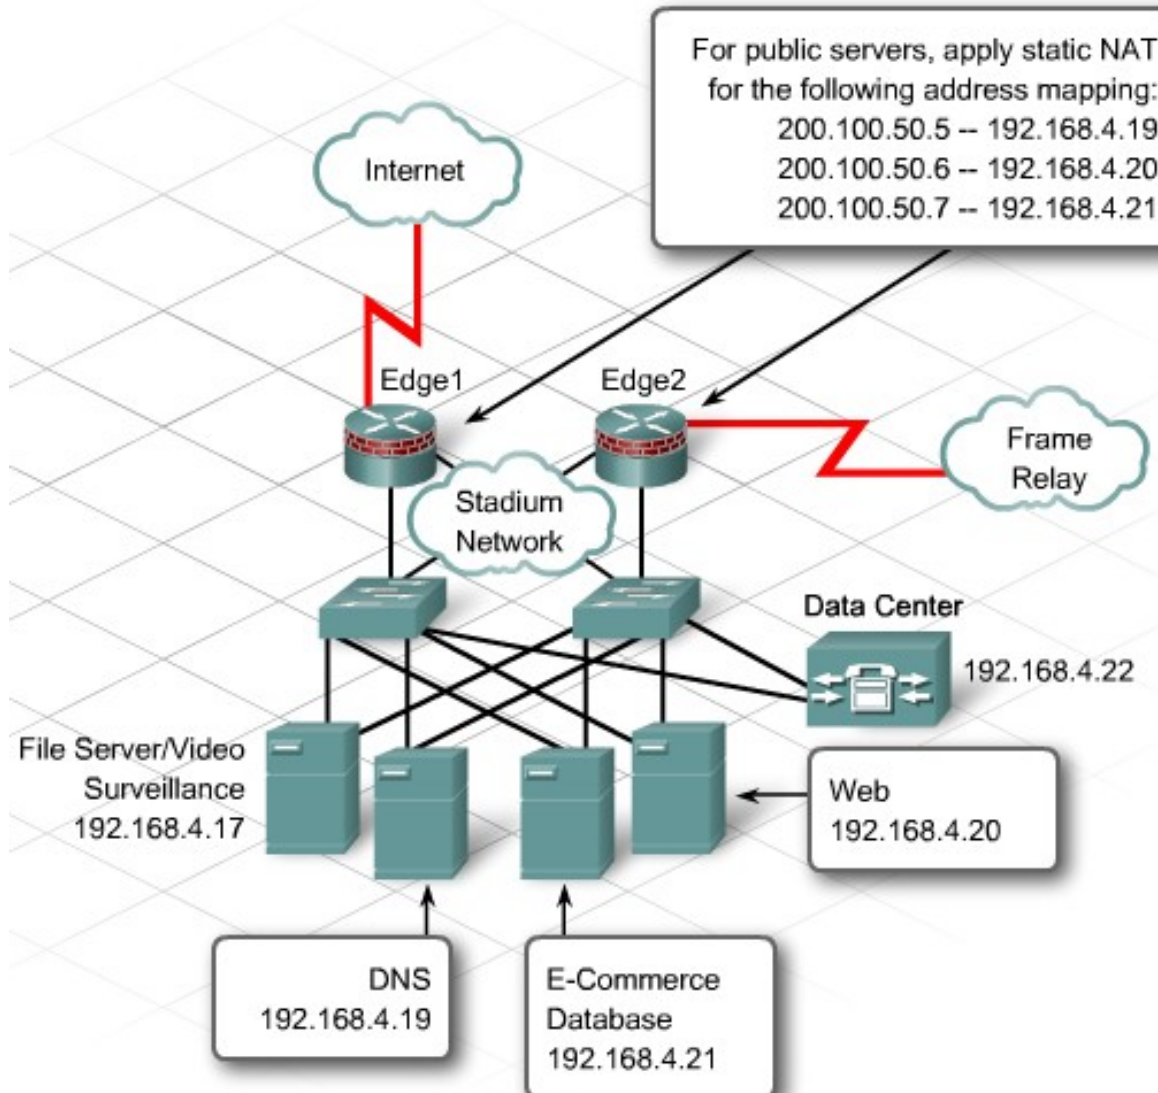 For public servers, apply static NAT
for the following address mapping:
200.100.50.5 -- 192.168.4.19
200.100.50.6 -- 192.168.4.20
200.100.50.7 -- 192.168.4.21
Internet
Edge1
Edge2
Frame
Relay
Stadium
Network
Data Center
192.168.4.22
File Server/Video
Surveillance
192.168.4.17
Web
192.168.4.20
DNS
192.168.4.19
E-Commerce
Database
192.168.4.21